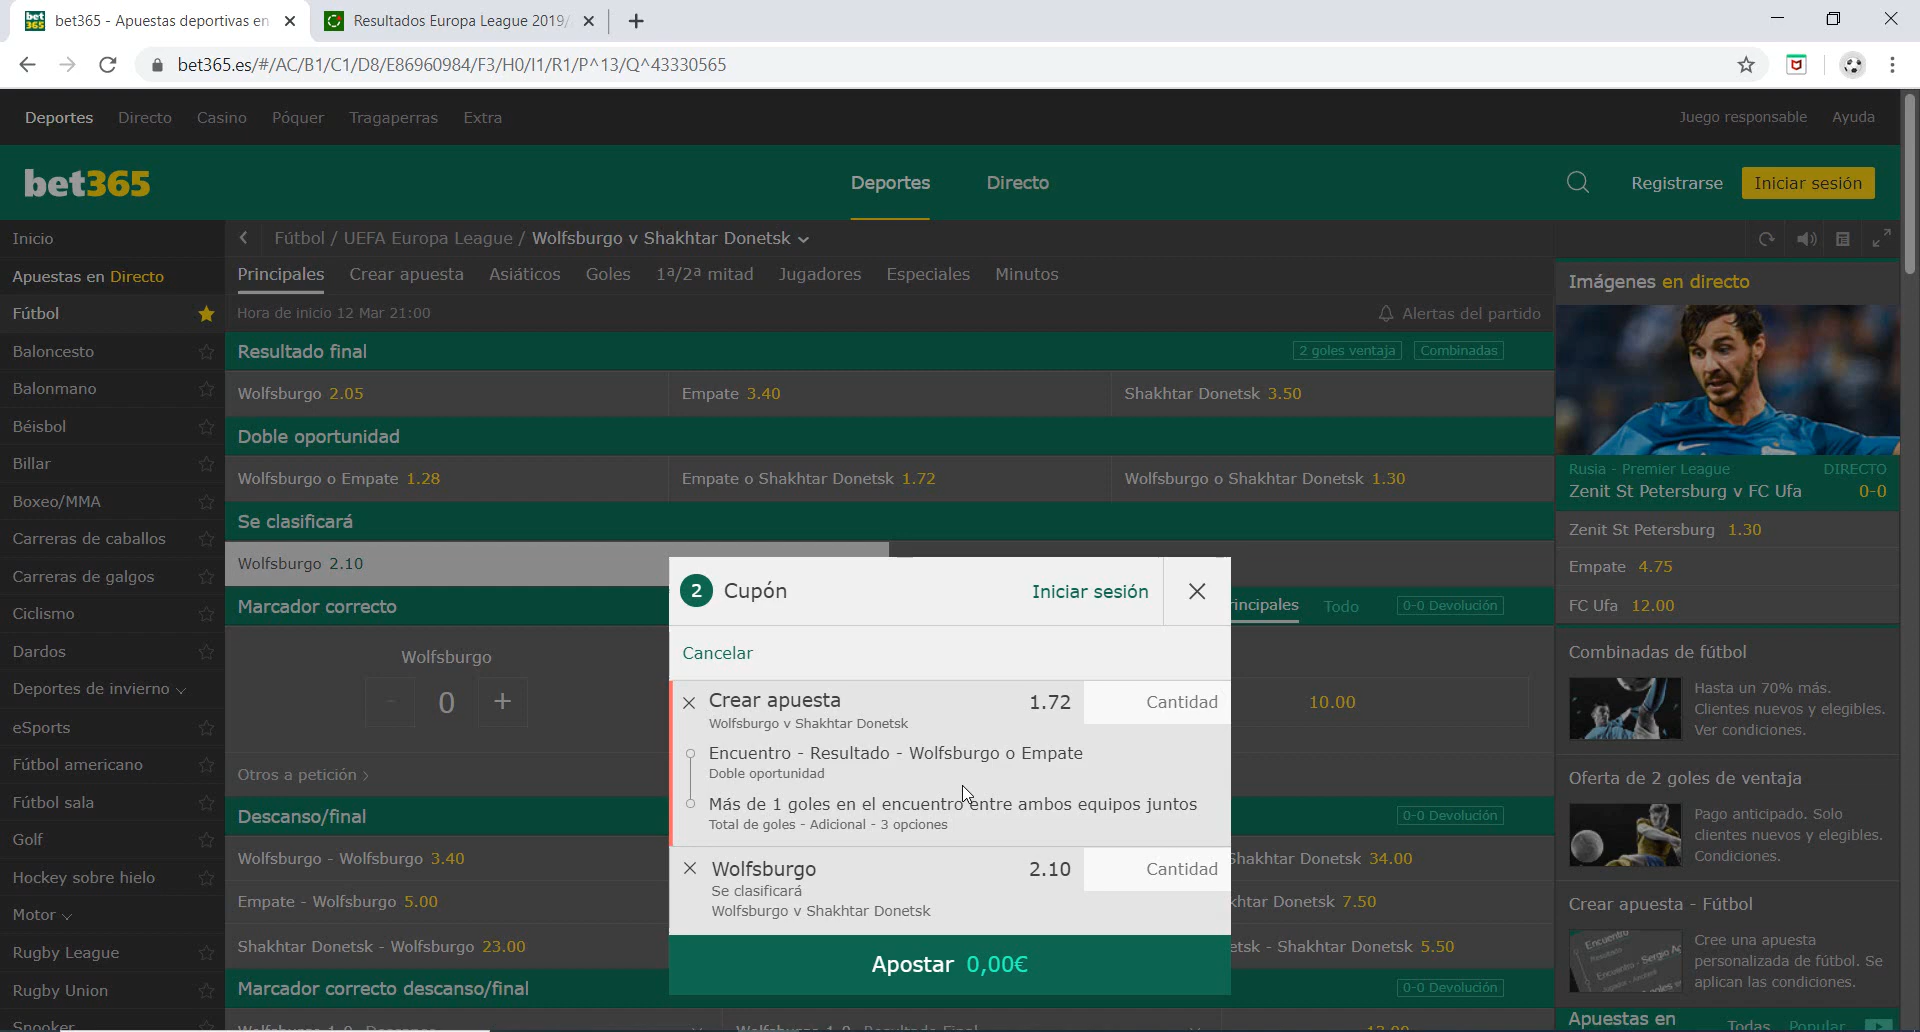 bet365 - Apuestas deportivas en
Resultados Europa League 2019/
bet365.es/#/AC/B1/C1/D8/E86960984/F3/H0/I1/R1/P^13/Q^43330565
Deportes Directo Casino Póquer Tragaperras Extra
Juego responsable Ayuda
bet365
Deportes Directo
Registrarse Iniciar sesión
Inicio
Apuestas en Directo
Fútbol
Baloncesto
Balonmano
Béisbol
Billar
Boxeo/MMA
Carreras de caballos
Carreras de galgos
Ciclismo
Dardos
Deportes de invierno
eSports
Fútbol americano
Fútbol sala
Golf
Hockey sobre hielo
Motor
Rugby League
Rugby Union
Snooker
Fútbol / UEFA Europa League / Wolfsburgo v Shakhtar Donetsk
Principales Crear apuesta Asiáticos Goles 1ª/2ª mitad Jugadores Especiales Minutos
Hora de inicio 12 Mar 21:00
Alertas del partido
Resultado final
2 goles ventaja Combinadas
Wolfsburgo 2.05 Empate 3.40 Shakhtar Donetsk 3.50
Doble oportunidad
Wolfsburgo o Empate 1.28 Empate o Shakhtar Donetsk 1.72 Wolfsburgo o Shakhtar Donetsk 1.30
Se clasificará
Wolfsburgo 2.10
Marcador correcto
Todo 0-0 Devolución
Wolfsburgo
- 0 +
10.00
Otros a petición >
Descanso/final
0-0 Devolución
Wolfsburgo - Wolfsburgo 3.40
Shakhtar Donetsk 34.00
Empate - Wolfsburgo 5.00
Donetsk 7.50
Shakhtar Donetsk - Wolfsburgo 23.00
- Shakhtar Donetsk 5.50
Marcador correcto descanso/final
0-0 Devolución
2 Cupón
Iniciar sesión
Cancelar
Crear apuesta 1.72 Cantidad
Wolfsburgo v Shakhtar Donetsk
Encuentro - Resultado - Wolfsburgo o Empate
Doble oportunidad
Más de 1 goles en el encuentro entre ambos equipos juntos
Total de goles - Adicional - 3 opciones
Wolfsburgo 2.10 Cantidad
Se clasificará
Wolfsburgo v Shakhtar Donetsk
Apostar 0,00€
Imágenes en directo
Rusia - Premier League DIRECTO
Zenit St Petersburg v FC Ufa 0-0
Zenit St Petersburg 1.30
Empate 4.75
FC Ufa 12.00
Combinadas de fútbol
Hasta un 70% más.
Clientes nuevos y elegibles.
Ver condiciones.
Oferta de 2 goles de ventaja
Pago anticipado. Solo
clientes nuevos y elegibles.
Condiciones.
Crear apuesta - Fútbol
Cree una apuesta
personalizada de fútbol. Se
aplican las condiciones.
Apuestas en
Todas Popular